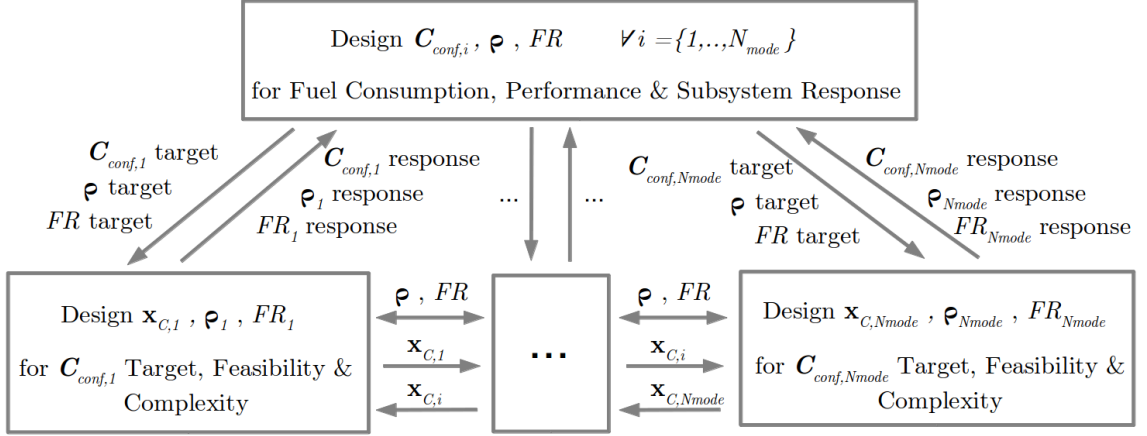 Design C_conf,i , ρ , FR ∀ i ={1,..,N_mode }
for Fuel Consumption, Performance & Subsystem Response
C_conf,1 target
ρ target
FR target
C_conf,1 response
ρ_1 response
FR_1 response
...
...
C_conf,Nmode target
ρ target
FR target
C_conf,Nmode response
ρ_Nmode response
FR_Nmode response
Design x_C,1 , ρ_1 , FR_1
for C_conf,1 Target, Feasibility &
Complexity
ρ , FR
x_C,1
x_C,i
...
ρ , FR
x_C,i
x_C,Nmode
Design x_C,Nmode , ρ_Nmode , FR_Nmode
for C_conf,Nmode Target, Feasibility &
Complexity